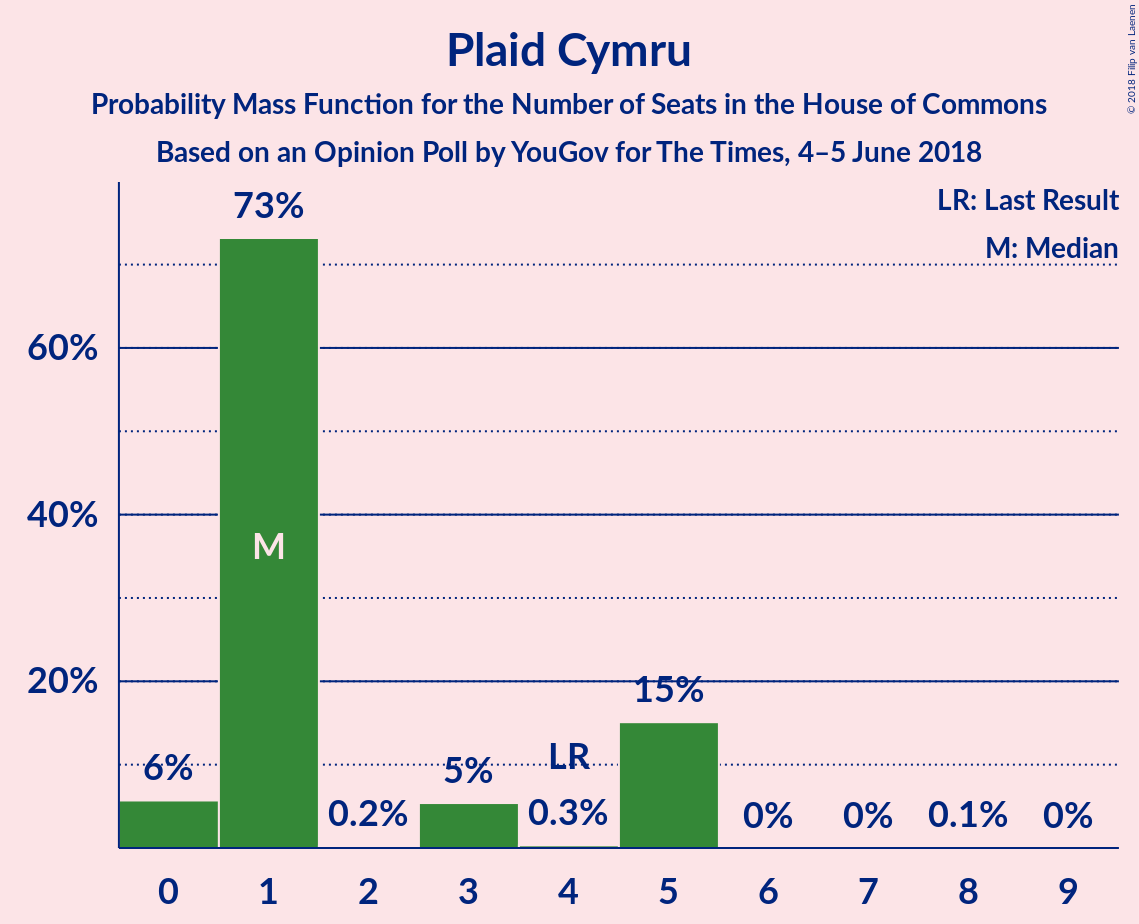 © 2018 Filip van Laenen
Plaid Cymru
Probability Mass Function for the Number of Seats in the House of Commons
Based on an Opinion Poll by YouGov for The Times, 4–5 June 2018
LR: Last Result
M: Median
60%
40%
20%
6%
73%
M
0.2%
5%
LR
0.3%
15%
0%
0%
0.1%
0%
0 1 2 3 4 5 6 7 8 9